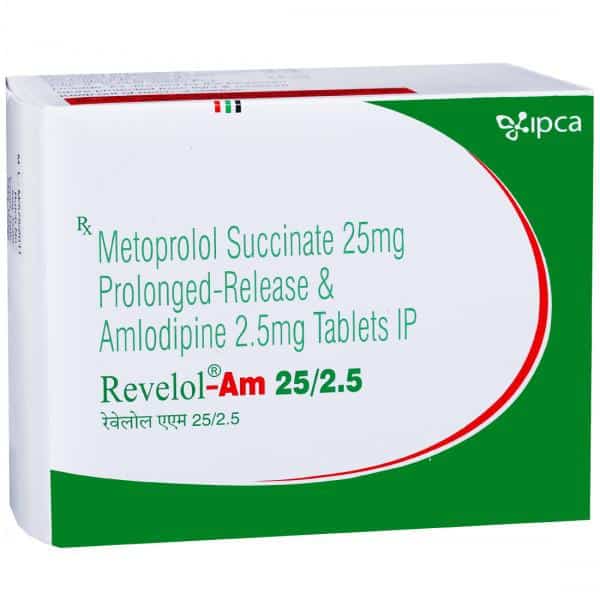 ipca
Rx
Metoprolol Succinate 25mg
Prolonged-Release &
Amlodipine 2.5mg Tablets IP
Revelol®-Am 25/2.5
रेवेलोल एएम 25/2.5